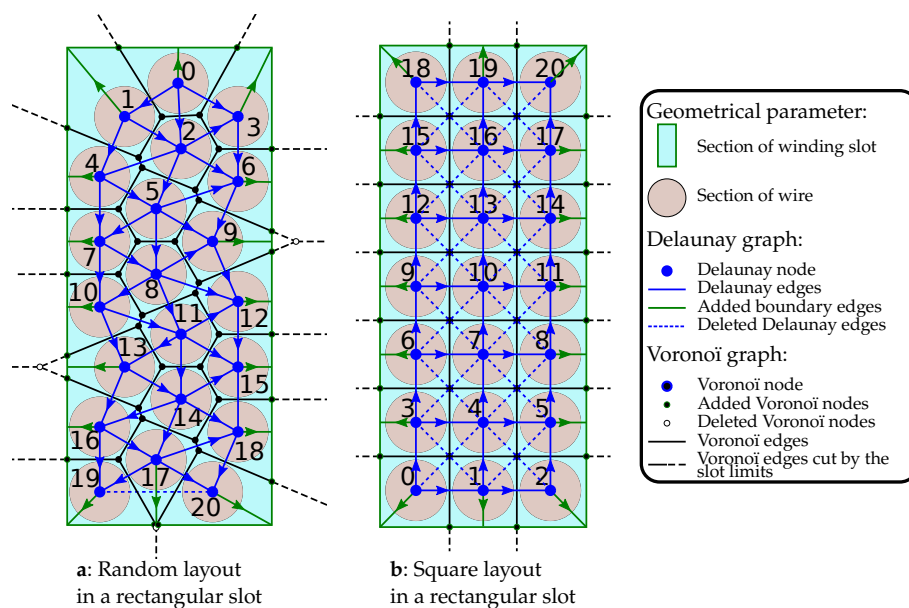 0
1
2
3
4
5
6
7
8
9
10
11
12
13
14
15
16
17
18
19
20
a: Random layout
in a rectangular slot
18 19 20
15 16 17
12 13 14
9 10 11
6 7 8
3 4 5
0 1 2
b: Square layout
in a rectangular slot
Geometrical parameter:
Section of winding slot
Section of wire
Delaunay graph:
Delaunay node
Delaunay edges
Added boundary edges
Deleted Delaunay edges
Voronoï graph:
Voronoï node
Added Voronoï nodes
Deleted Voronoï nodes
Voronoï edges
Voronoï edges cut by the
slot limits